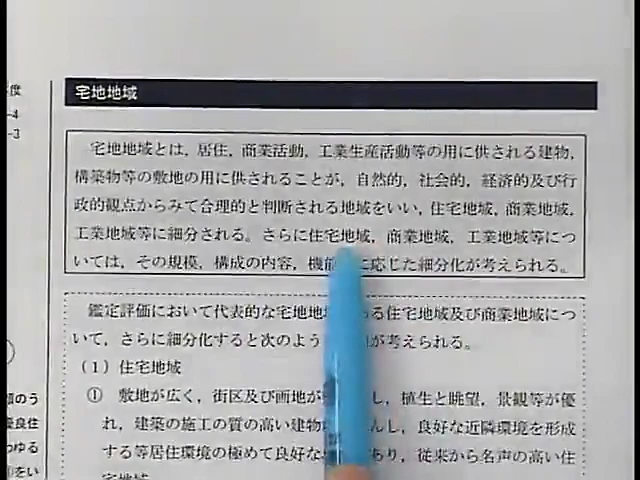 宅地地域
宅地地域とは，居住，商業活動，工業生産活動等の用に供される建物，
構築物等の敷地の用に供されることが，自然的，社会的，経済的及び行
政的観点からみて合理的と判断される地域をいい，住宅地域，商業地域，
工業地域等に細分される。さらに住宅地域，商業地域，工業地域等につ
いては，その規模，構成の内容，機能 に応じた細分化が考えられる。
鑑定評価において代表的な宅地地 る住宅地域及び商業地域につ
いて，さらに細分化すると次のよう が考えられる。
（1）住宅地域
① 敷地が広く，街区及び画地が し，植生と眺望，景観等が優
れ，建築の施工の質の高い建物 し，良好な近隣環境を形成
する等居住環境の極めて良好な あり，従来から名声の高い住
度
-4
-3
優良住